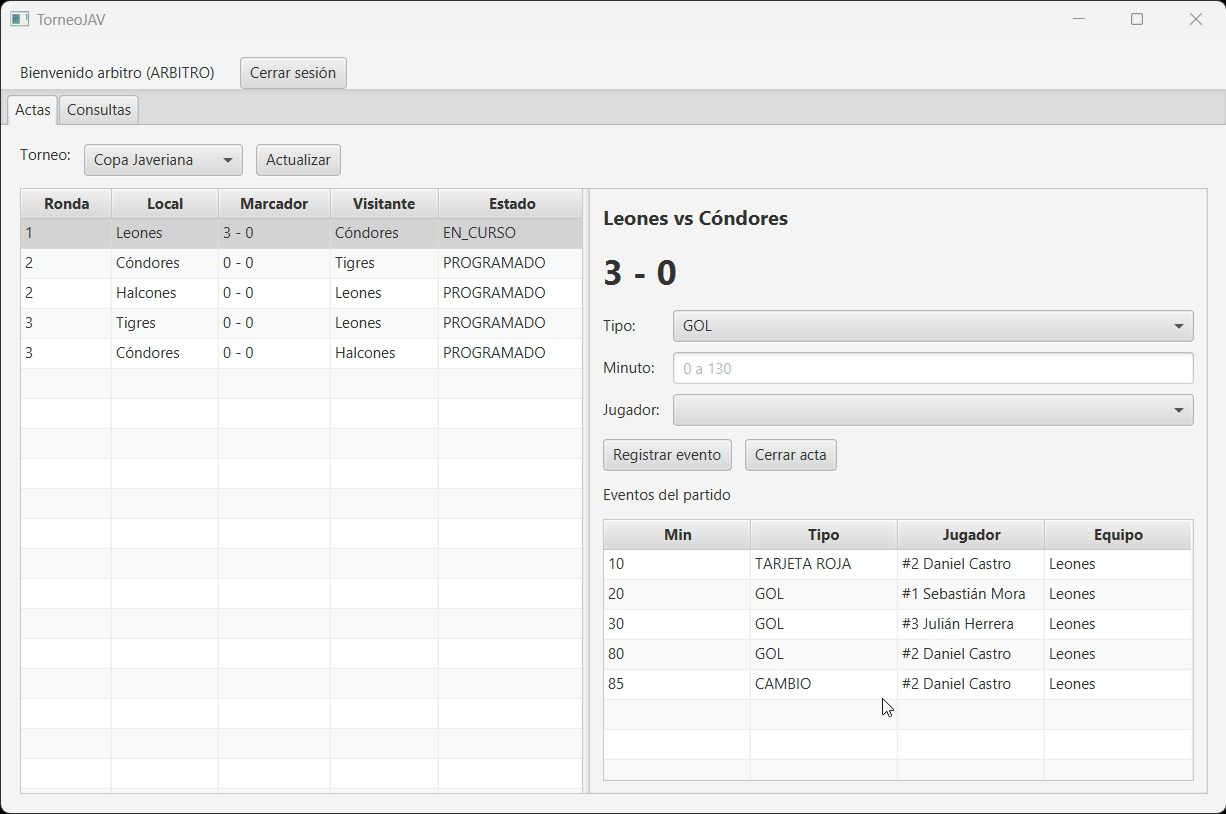 TorneoJAV
Bienvenido arbitro (ARBITRO) Cerrar sesión
Actas Consultas
Torneo: Copa Javeriana Actualizar
Ronda Local Marcador Visitante Estado
1 Leones 3 - 0 Cóndores EN_CURSO
2 Cóndores 0 - 0 Tigres PROGRAMADO
2 Halcones 0 - 0 Leones PROGRAMADO
3 Tigres 0 - 0 Leones PROGRAMADO
3 Cóndores 0 - 0 Halcones PROGRAMADO
Leones vs Cóndores
3 - 0
Tipo: GOL
Minuto: 0 a 130
Jugador:
Registrar evento Cerrar acta
Eventos del partido
Min Tipo Jugador Equipo
10 TARJETA ROJA #2 Daniel Castro Leones
20 GOL #1 Sebastián Mora Leones
30 GOL #3 Julián Herrera Leones
80 GOL #2 Daniel Castro Leones
85 CAMBIO #2 Daniel Castro Leones